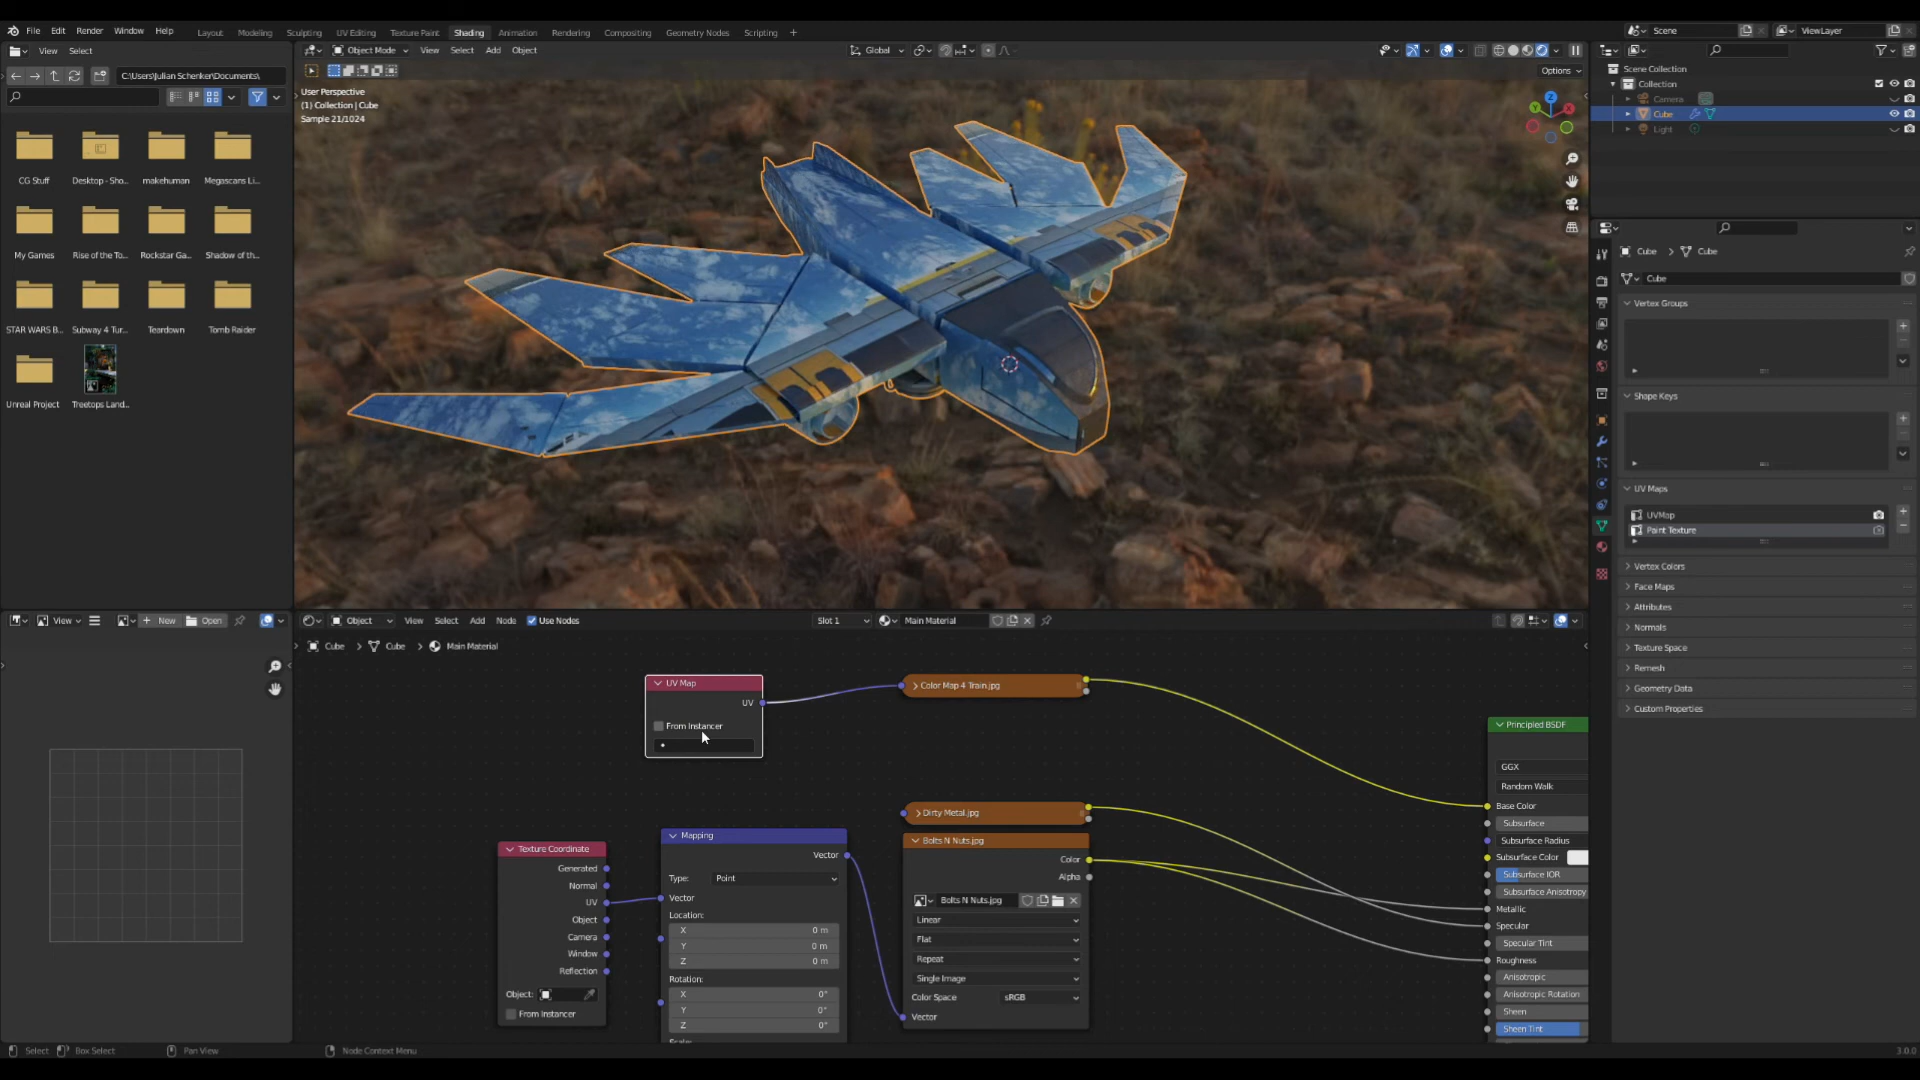 File Edit Render Window Help
Layout Modeling Sculpting UV Editing Texture Paint Shading Animation Rendering Compositing Geometry Nodes Scripting +
Scene
ViewLayer
View Select
Object Mode View Select Add Object
Global
Options
C:\Users\Julian Schenker\Documents\
User Perspective
(1) Collection | Cube
Sample 21/1024
CG Stuff
Desktop - Sho...
makehuman
Megascans Li...
My Games
Rise of the To...
Rockstar Ga...
Shadow of th...
STAR WARS B...
Subway 4 Tur...
Teardown
Tomb Raider
Unreal Project
Treetops Land...
Scene Collection
Collection
Camera
Cube
Light
Cube > Cube
Cube
Vertex Groups
Shape Keys
UV Maps
UVMap
Paint Texture
Vertex Colors
Face Maps
Attributes
Normals
Texture Space
Remesh
Geometry Data
Custom Properties
View
New
Open
Object View Select Add Node Use Nodes
Slot 1
Main Material
Cube > Cube > Main Material
UV Map
UV
From Instancer
Color Map 4 Train.jpg
Dirty Metal.jpg
Texture Coordinate
Generated
Normal
UV
Object
Camera
Window
Reflection
Object:
From Instancer
Mapping
Vector
Type: Point
Vector
Location:
X 0 m
Y 0 m
Z 0 m
Rotation:
X 0°
Y 0°
Z 0°
Bolts N Nuts.jpg
Color
Alpha
Bolts N Nuts.jpg
Linear
Flat
Repeat
Single Image
Color Space sRGB
Vector
Principled BSDF
GGX
Random Walk
Base Color
Subsurface
Subsurface Radius
Subsurface Color
Subsurface IOR
Subsurface Anisotropy
Metallic
Specular
Specular Tint
Roughness
Anisotropic
Anisotropic Rotation
Sheen
Sheen Tint
Select
Box Select
Pan View
Node Context Menu
3.0.0